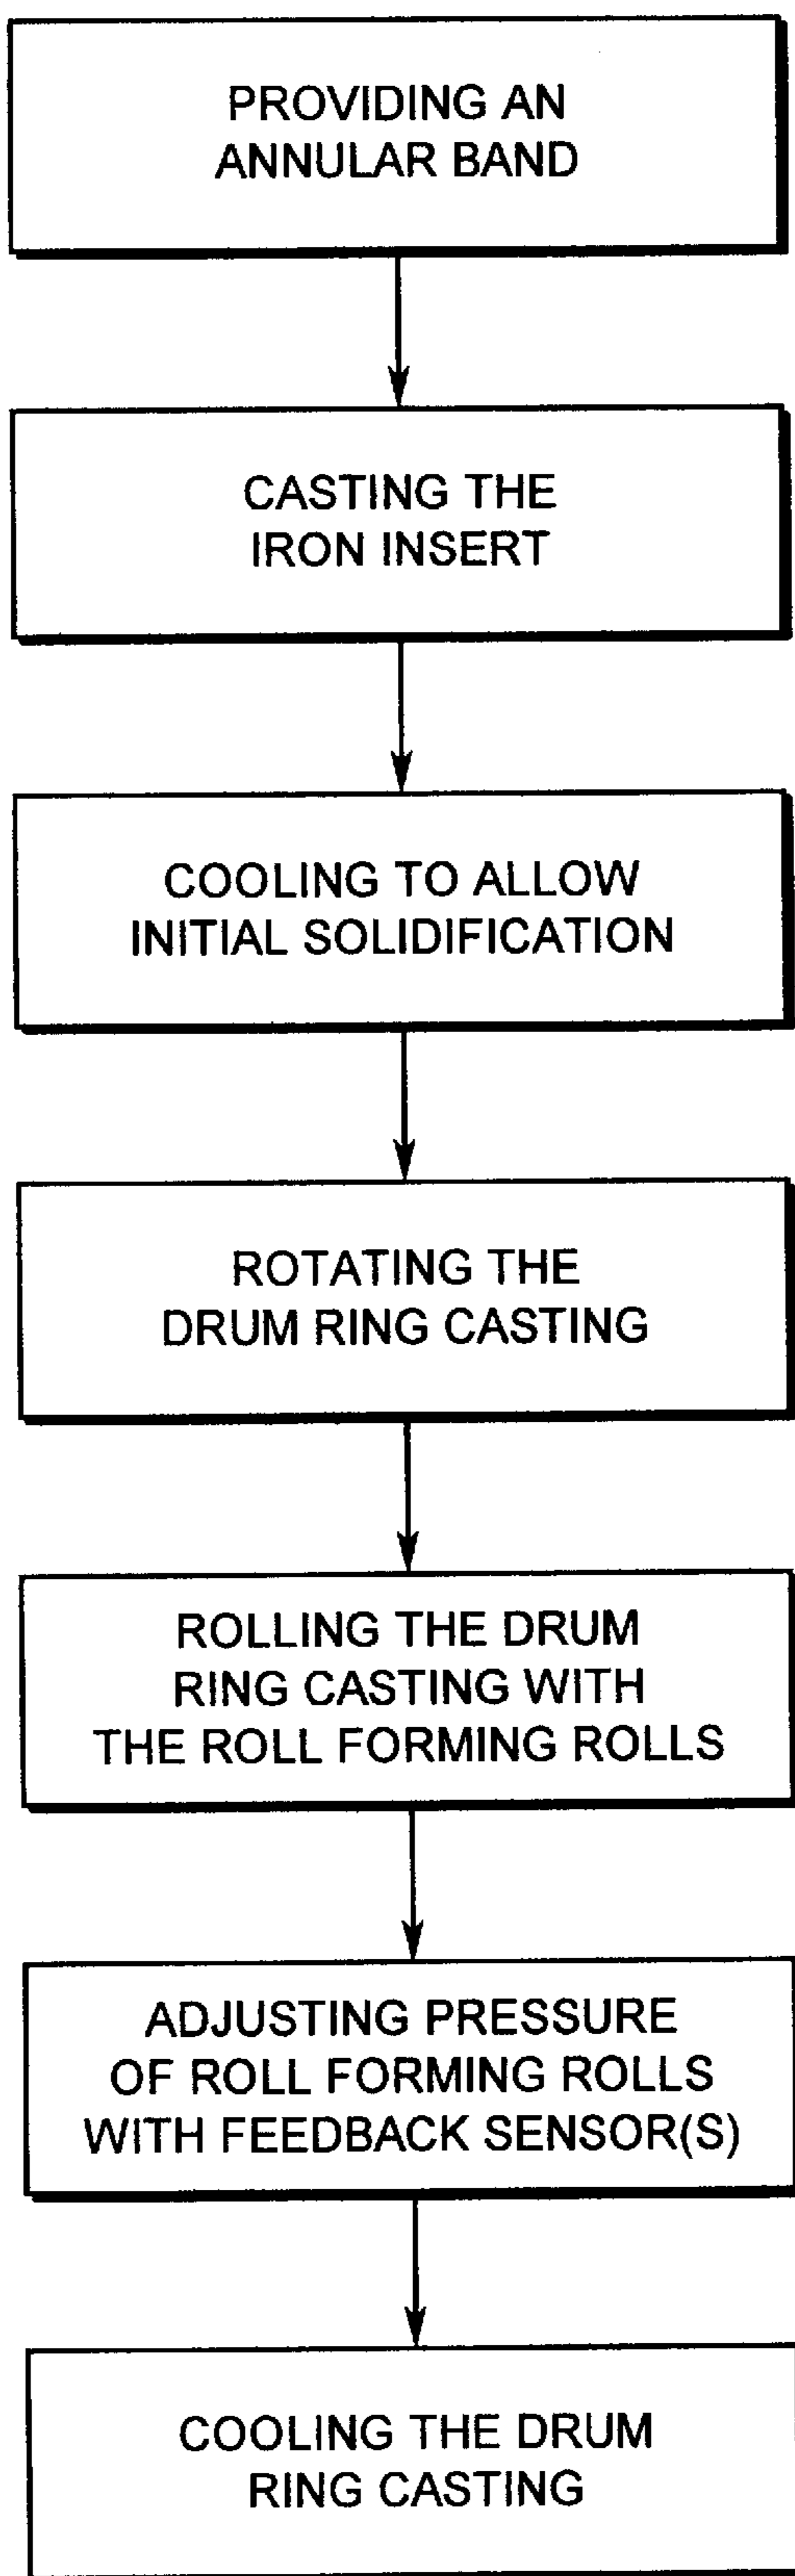 PROVIDING AN
ANNULAR BAND
CASTING THE
IRON INSERT
COOLING TO ALLOW
INITIAL SOLIDIFICATION
ROTATING THE
DRUM RING CASTING
ROLLING THE DRUM
RING CASTING WITH
THE ROLL FORMING ROLLS
ADJUSTING PRESSURE
OF ROLL FORMING ROLLS
WITH FEEDBACK SENSOR(S)
COOLING THE DRUM
RING CASTING